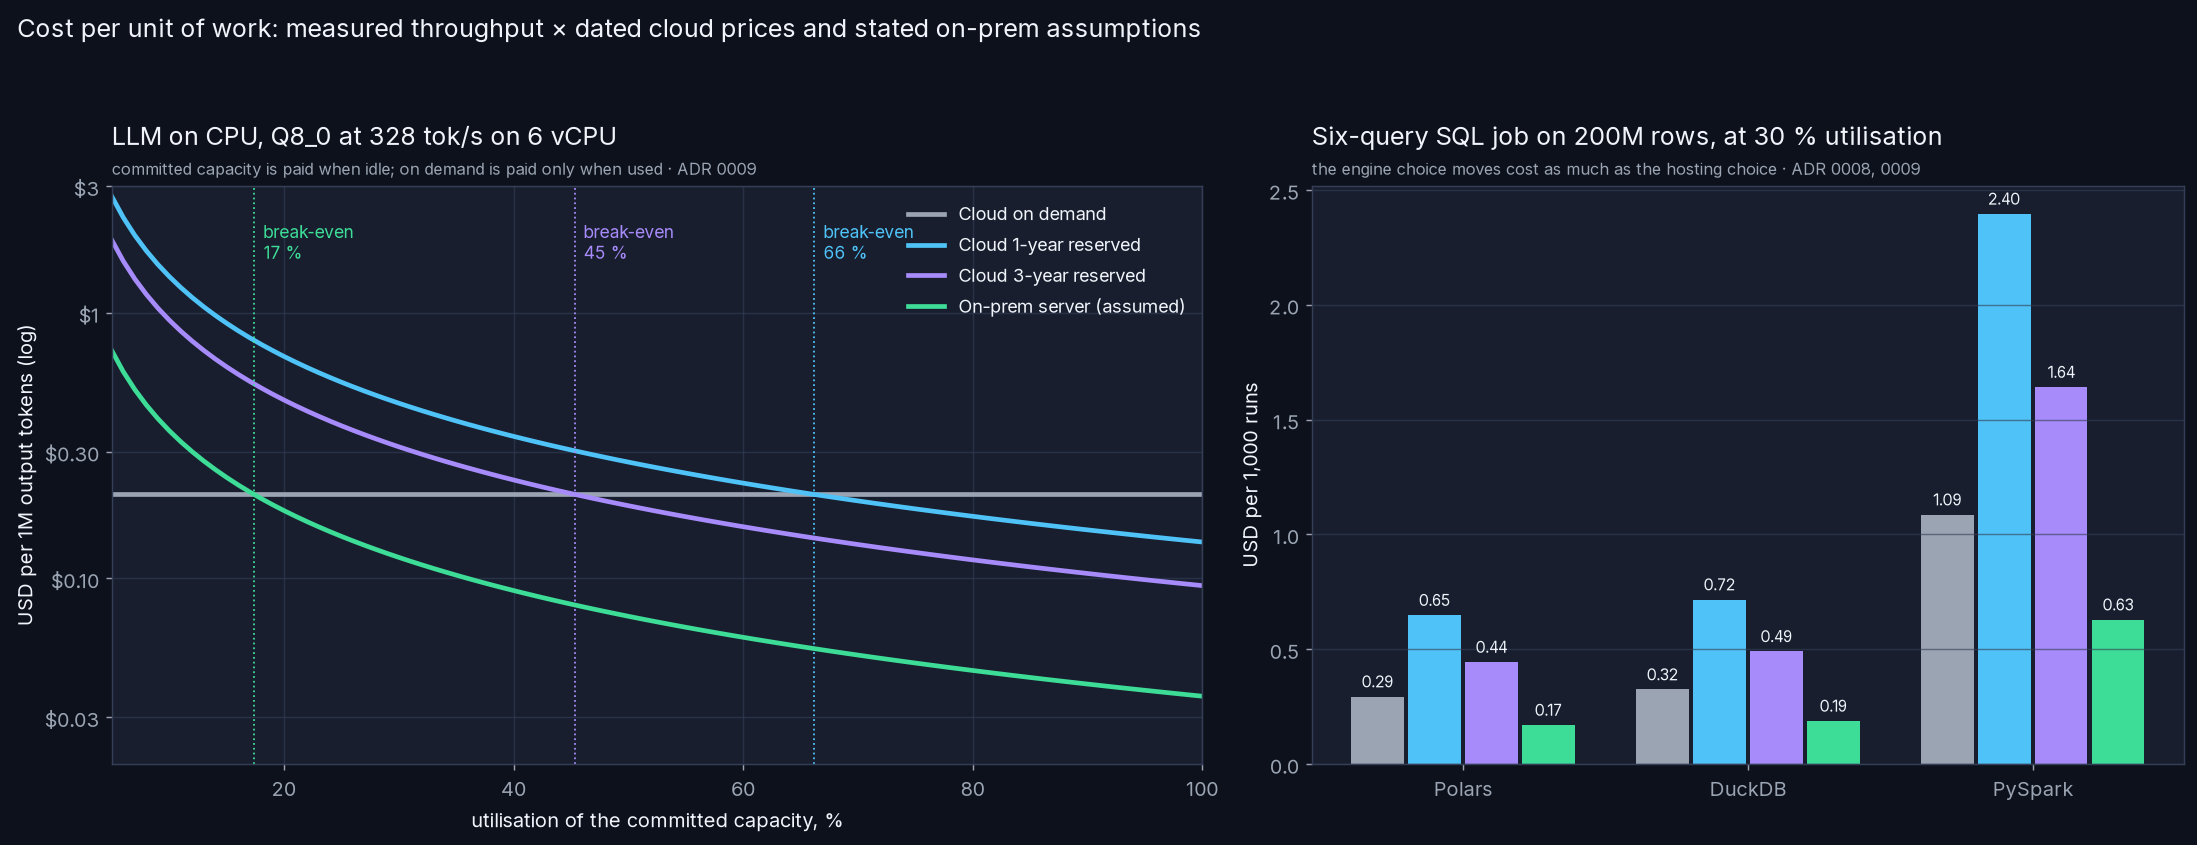 Cost per unit of work: measured throughput × dated cloud prices and stated on-prem assumptions
LLM on CPU, Q8_0 at 328 tok/s on 6 vCPU
committed capacity is paid when idle; on demand is paid only when used · ADR 0009
USD per 1M output tokens (log)
$3
$1
$0.30
$0.10
$0.03
break-even
17 %
break-even
45 %
break-even
66 %
Cloud on demand
Cloud 1-year reserved
Cloud 3-year reserved
On-prem server (assumed)
20
40
60
80
100
utilisation of the committed capacity, %
Six-query SQL job on 200M rows, at 30 % utilisation
the engine choice moves cost as much as the hosting choice · ADR 0008, 0009
USD per 1,000 runs
2.5
2.0
1.5
1.0
0.5
0.0
0.29
0.65
0.44
0.17
0.32
0.72
0.49
0.19
1.09
2.40
1.64
0.63
Polars
DuckDB
PySpark